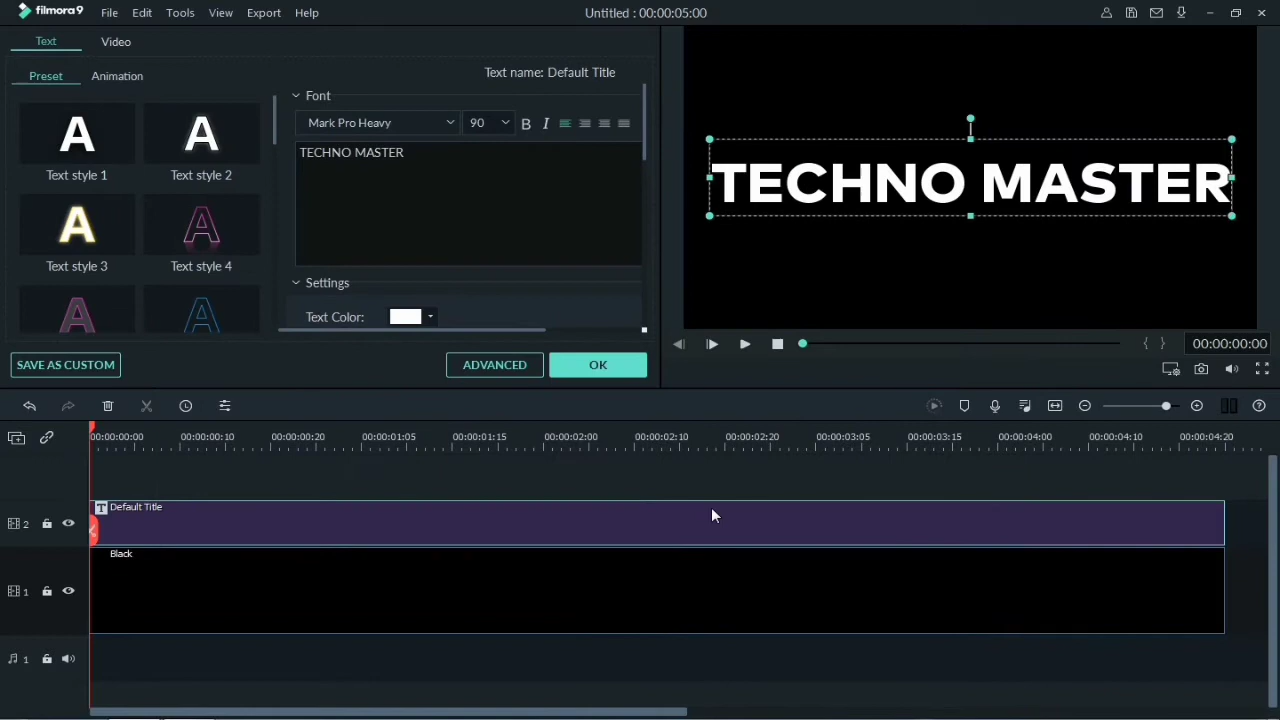 filmora9 File Edit Tools View Export Help Untitled : 00:00:05:00
Text Video
Preset Animation Text name: Default Title
Font
Mark Pro Heavy 90 B I
TECHNO MASTER
A A
Text style 1 Text style 2
A A
Text style 3 Text style 4
A A
Settings
Text Color:
TECHNO MASTER
SAVE AS CUSTOM ADVANCED OK
{ } 00:00:00:00
00:00:00:00 00:00:00:10 00:00:00:20 00:00:01:05 00:00:01:15 00:00:02:00 00:00:02:10 00:00:02:20 00:00:03:05 00:00:03:15 00:00:04:00 00:00:04:10 00:00:04:20
T Default Title
2
Black
1
1